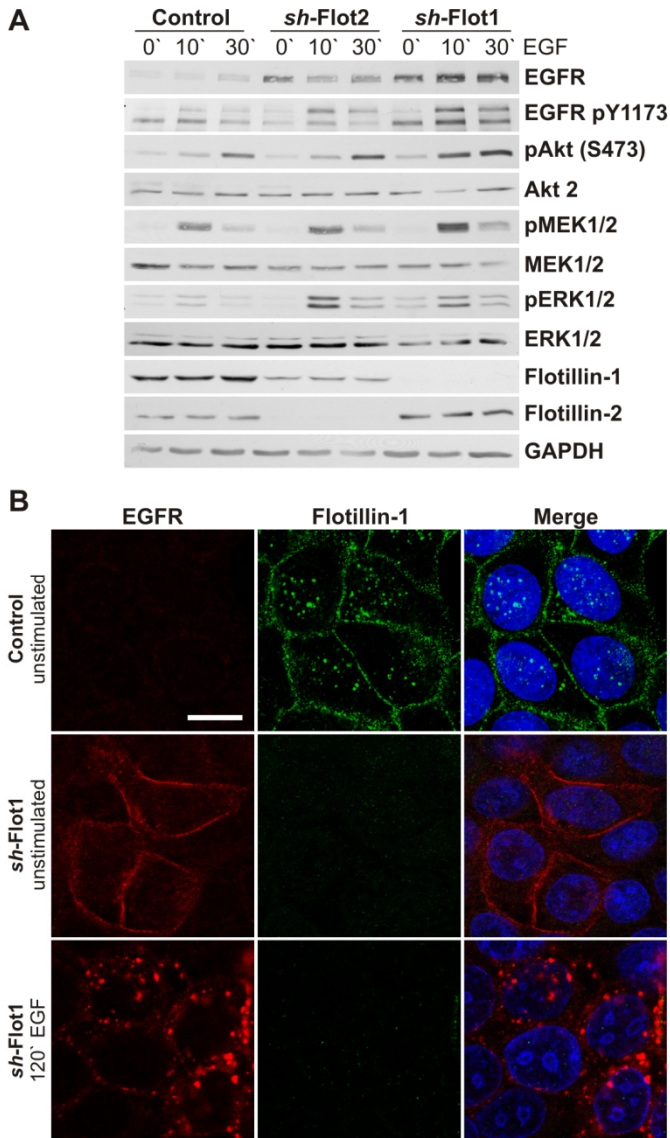 A
Control sh-Flot2 sh-Flot1
0` 10` 30` 0` 10` 30` 0` 10` 30` EGF
EGFR
EGFR pY1173
pAkt (S473)
Akt 2
pMEK1/2
MEK1/2
pERK1/2
ERK1/2
Flotillin-1
Flotillin-2
GAPDH
B
EGFR Flotillin-1 Merge
Control
unstimulated
sh-Flot1
unstimulated
sh-Flot1
120` EGF